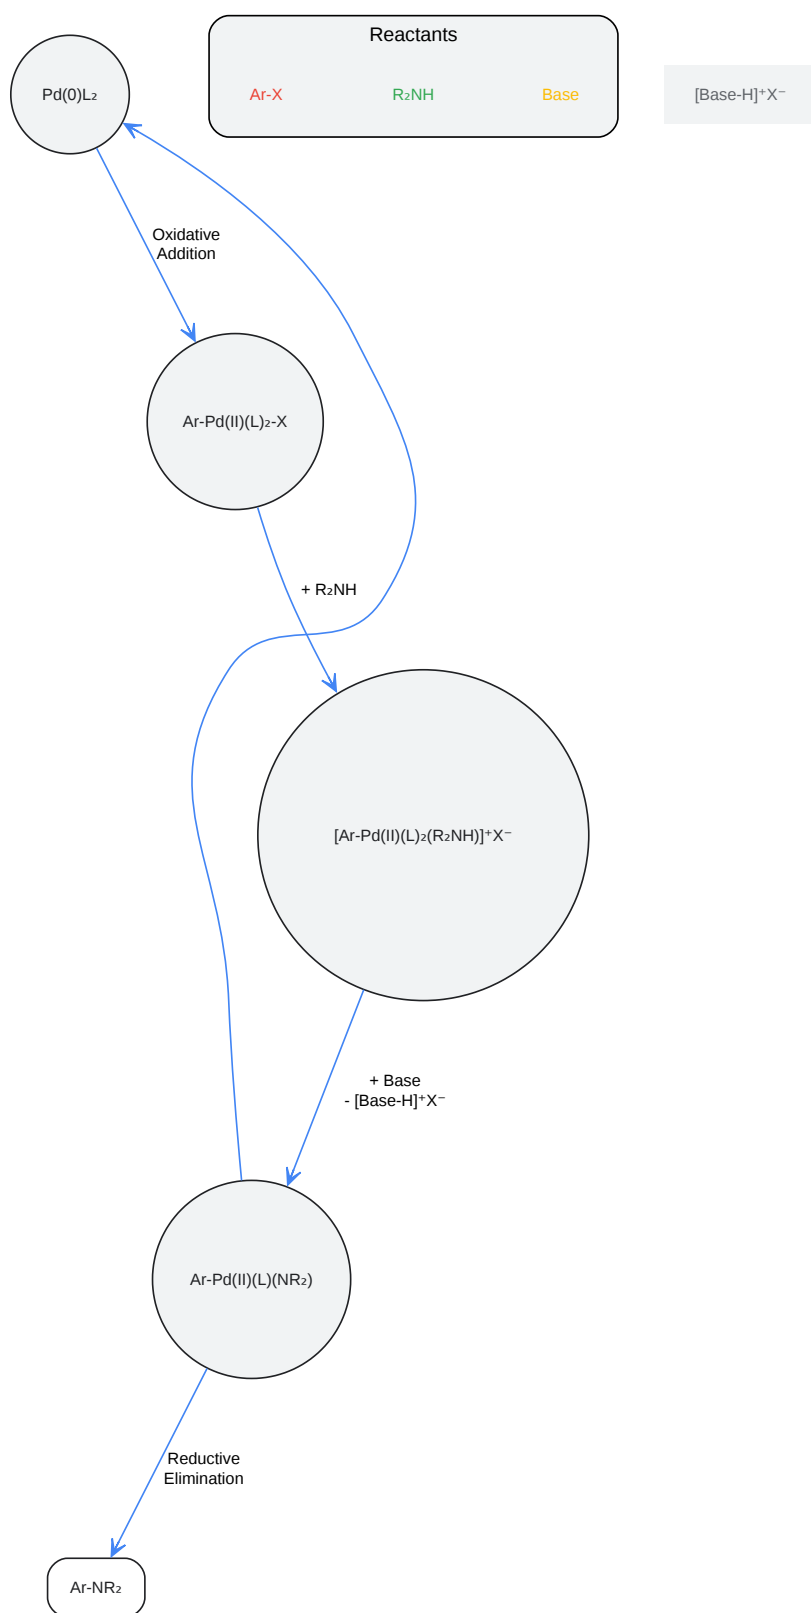 Reactants
Pd(0)L₂
Ar-X
R₂NH
Base
[Base-H]⁺X⁻
Oxidative
Addition
Ar-Pd(II)(L)₂-X
+ R₂NH
[Ar-Pd(II)(L)₂(R₂NH)]⁺X⁻
+ Base
- [Base-H]⁺X⁻
Ar-Pd(II)(L)(NR₂)
Reductive
Elimination
Ar-NR₂